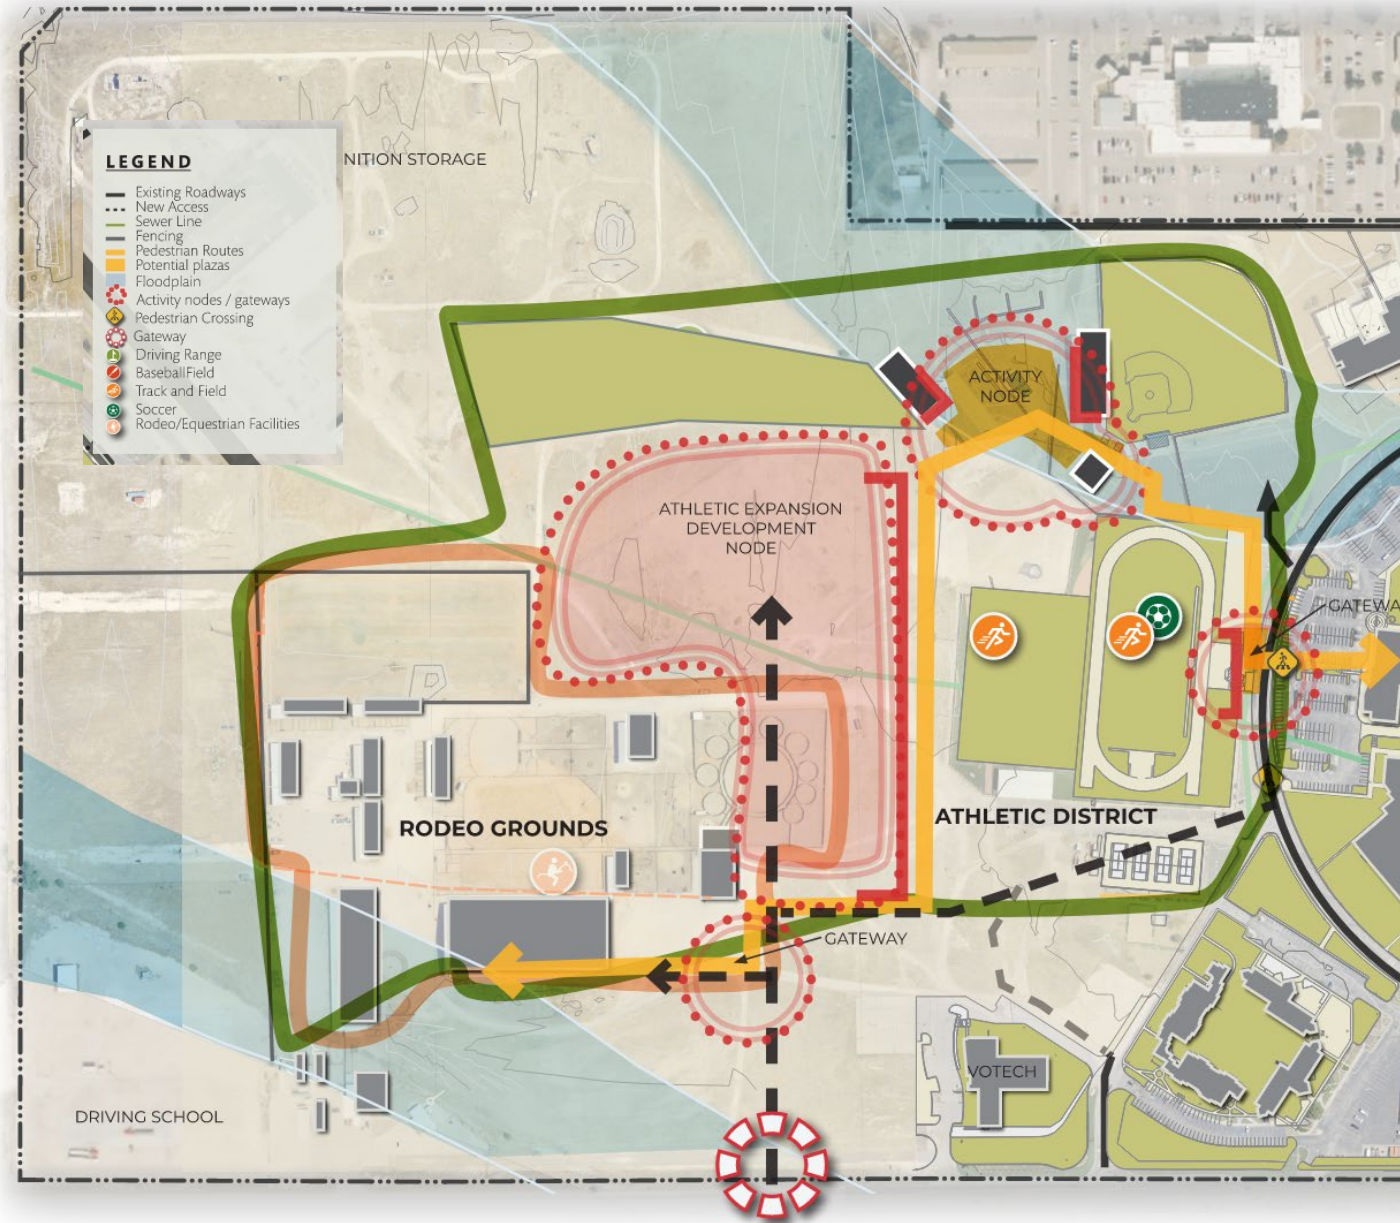 NITION STORAGE
LEGEND
Existing Roadways
New Access
Sewer Line
Fencing
Pedestrian Routes
Potential plazas
Floodplain
Activity nodes / gateways
Pedestrian Crossing
Gateway
Driving Range
BaseballField
Track and Field
Soccer
Rodeo/Equestrian Facilities
ACTIVITY
NODE
ATHLETIC EXPANSION
DEVELOPMENT
NODE
GATEWA
ATHLETIC DISTRICT
RODEO GROUNDS
GATEWAY
VOTECH
DRIVING SCHOOL